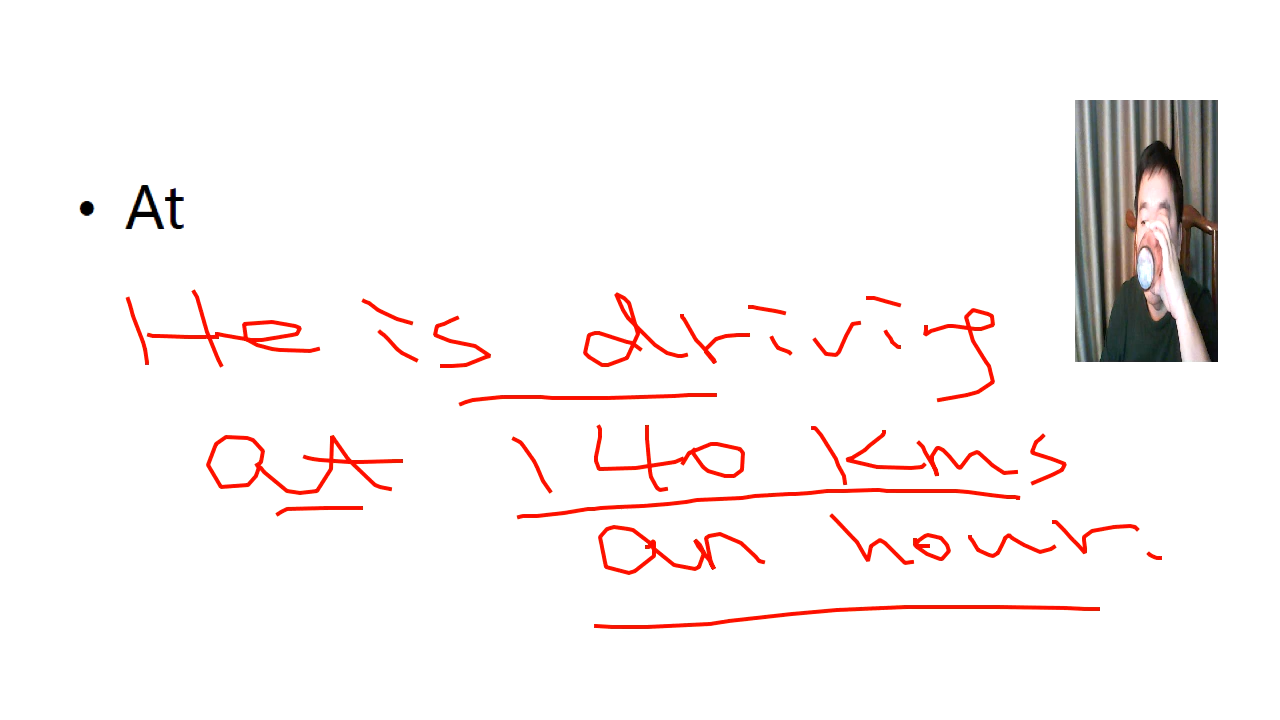 • At
He is driving
at 140 kms
an hour.